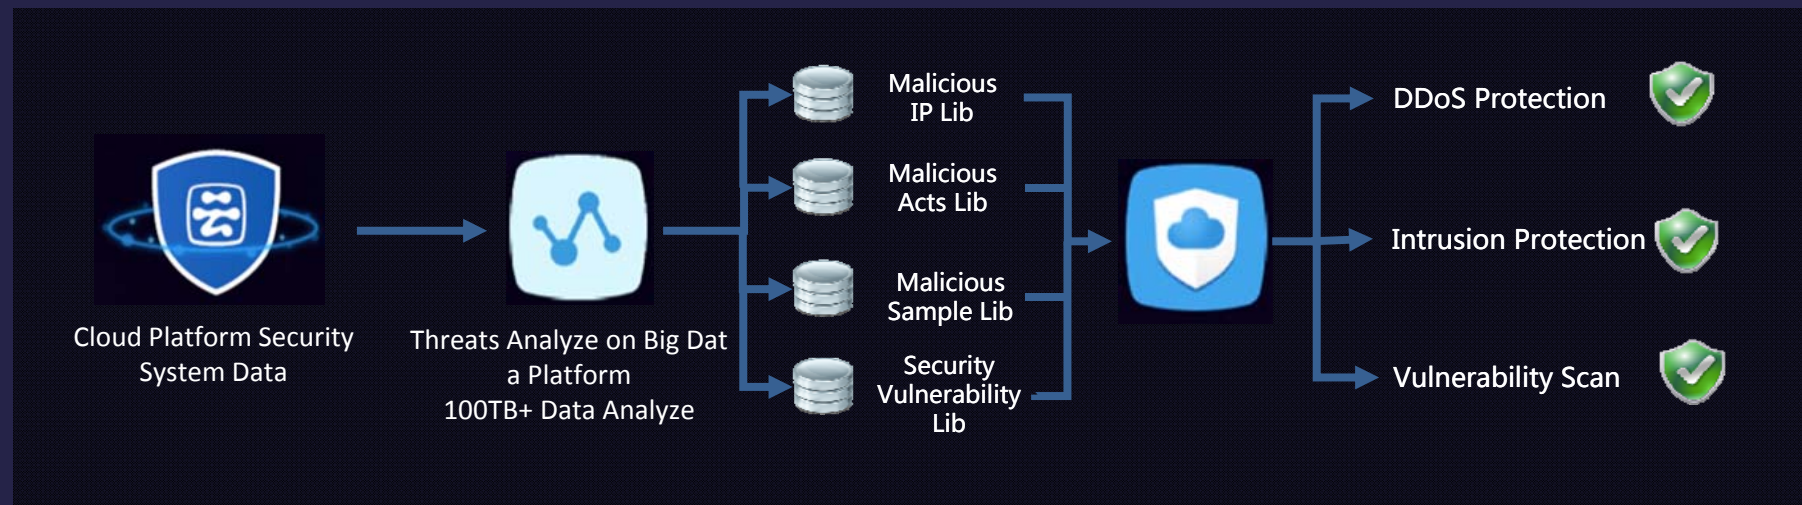 Cloud Platform Security
System Data
Threats Analyze on Big Dat
a Platform
100TB+ Data Analyze
Malicious
IP Lib
Malicious
Acts Lib
Malicious
Sample Lib
Security
Vulnerability
Lib
DDoS Protection
Intrusion Protection
Vulnerability Scan